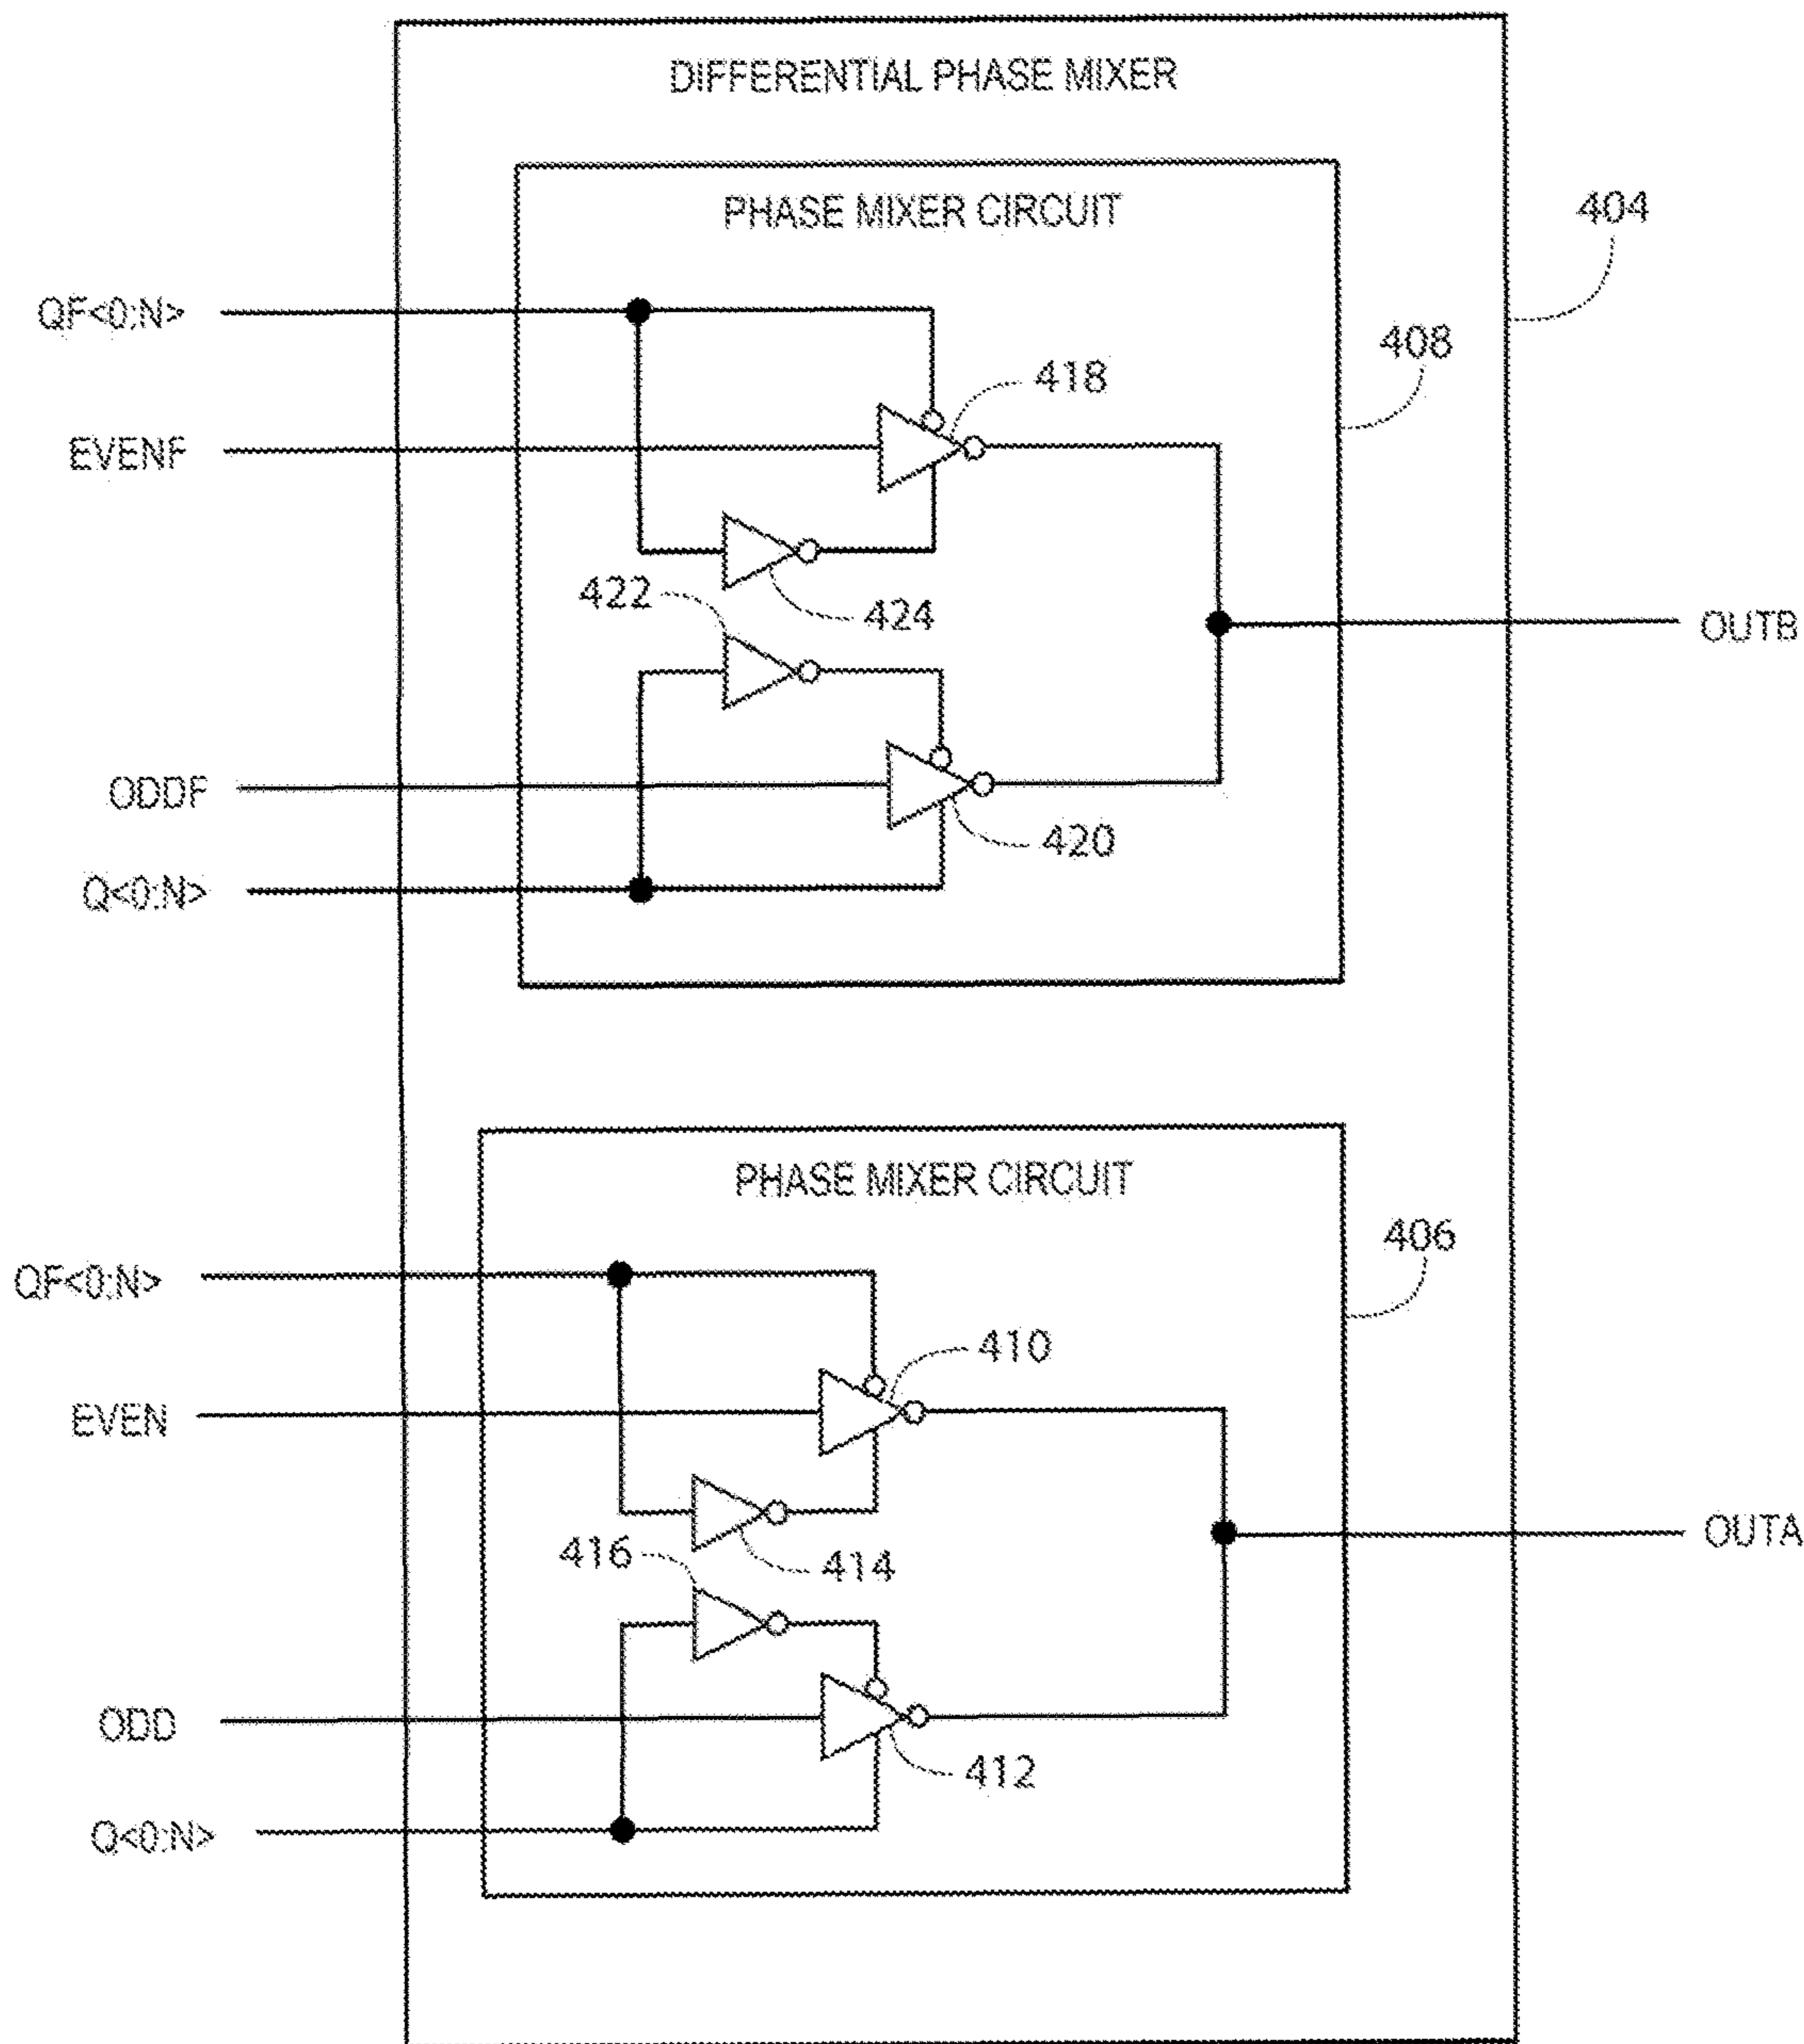 DIFFERENTIAL PHASE MIXER
PHASE MIXER CIRCUIT
404
QF<0:N>
408
418
EVENF
422
424
OUTB
ODDF
420
Q<0:N>
PHASE MIXER CIRCUIT
406
QF<0:N>
410
EVEN
416
414
OUTA
ODD
412
Q<0:N>